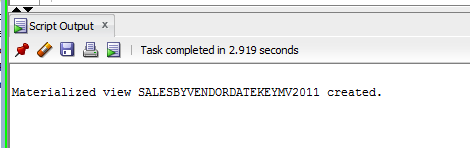 Script Output x
Task completed in 2.919 seconds
Materialized view SALESBYVENDORDATEKEYMV2011 created.